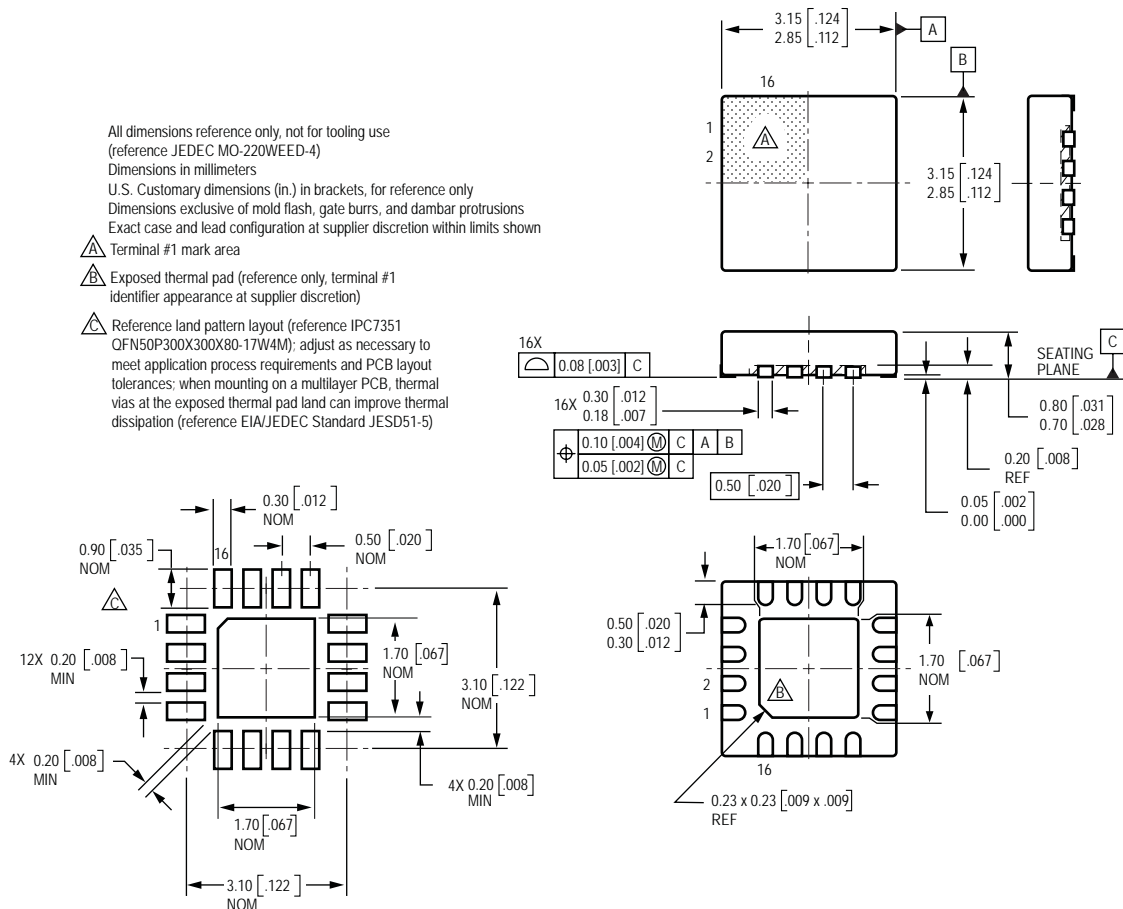 All dimensions reference only, not for tooling use
(reference JEDEC MO-220WEED-4)
Dimensions in millimeters
U.S. Customary dimensions (in.) in brackets, for reference only
Dimensions exclusive of mold flash, gate burrs, and dambar protrusions
Exact case and lead configuration at supplier discretion within limits shown
A Terminal #1 mark area
B Exposed thermal pad (reference only, terminal #1
identifier appearance at supplier discretion)
C Reference land pattern layout (reference IPC7351
QFN50P300X300X80-17W4M); adjust as necessary to
meet application process requirements and PCB layout
tolerances; when mounting on a multilayer PCB, thermal
vias at the exposed thermal pad land can improve thermal
dissipation (reference EIA/JEDEC Standard JESD51-5)
3.15 [.124
2.85 [.112
A
B
16
1
2
A
3.15 [.124
2.85 [.112
16X
0.08 [.003] C
C
SEATING
PLANE
16X 0.30 [.012
0.18 [.007
0.10 [.004] M C A B
0.05 [.002] M C
0.50 [.020]
0.80 [.031
0.70 [.028
0.20 [.008]
REF
0.05 [.002
0.00 [.000
0.30 [.012]
NOM
0.50 [.020]
NOM
0.90 [.035]
NOM
16
C
1
12X 0.20 [.008]
MIN
1.70 [.067]
NOM
3.10 [.122]
NOM
4X 0.20 [.008]
MIN
4X 0.20 [.008]
MIN
1.70 [.067]
NOM
3.10 [.122]
NOM
1.70 [.067]
NOM
0.50 [.020
0.30 [.012
1.70 [.067]
NOM
2
1
B
16
0.23 x 0.23 [.009 x .009]
REF